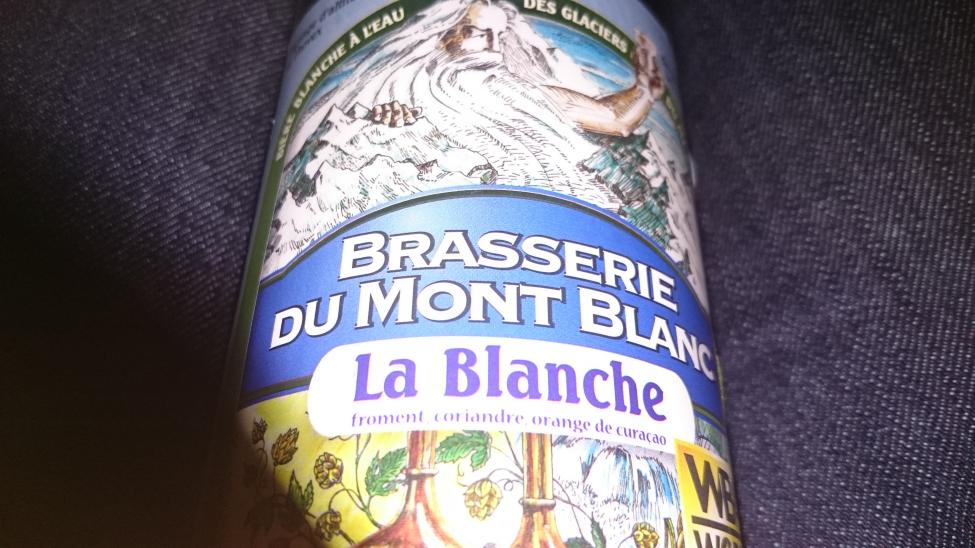 BIÈRE BLANCHE À L'EAU
DES GLACIERS
BRASSERIE
DU MONT BLANC
La Blanche
froment, coriandre, orange de curaçao